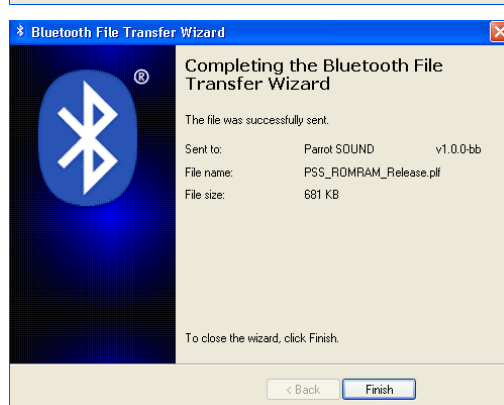 Bluetooth File Transfer Wizard
®
Completing the Bluetooth File
Transfer Wizard
The file was successfully sent.
Sent to: Parrot SOUND v1.0.0-bb
File name: PSS_ROMRAM_Release.plf
File size: 681 KB
To close the wizard, click Finish.
< Back Finish